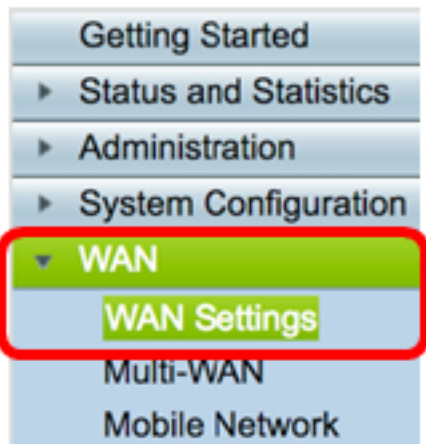 Getting Started
Status and Statistics
Administration
System Configuration
WAN
WAN Settings
Multi-WAN
Mobile Network